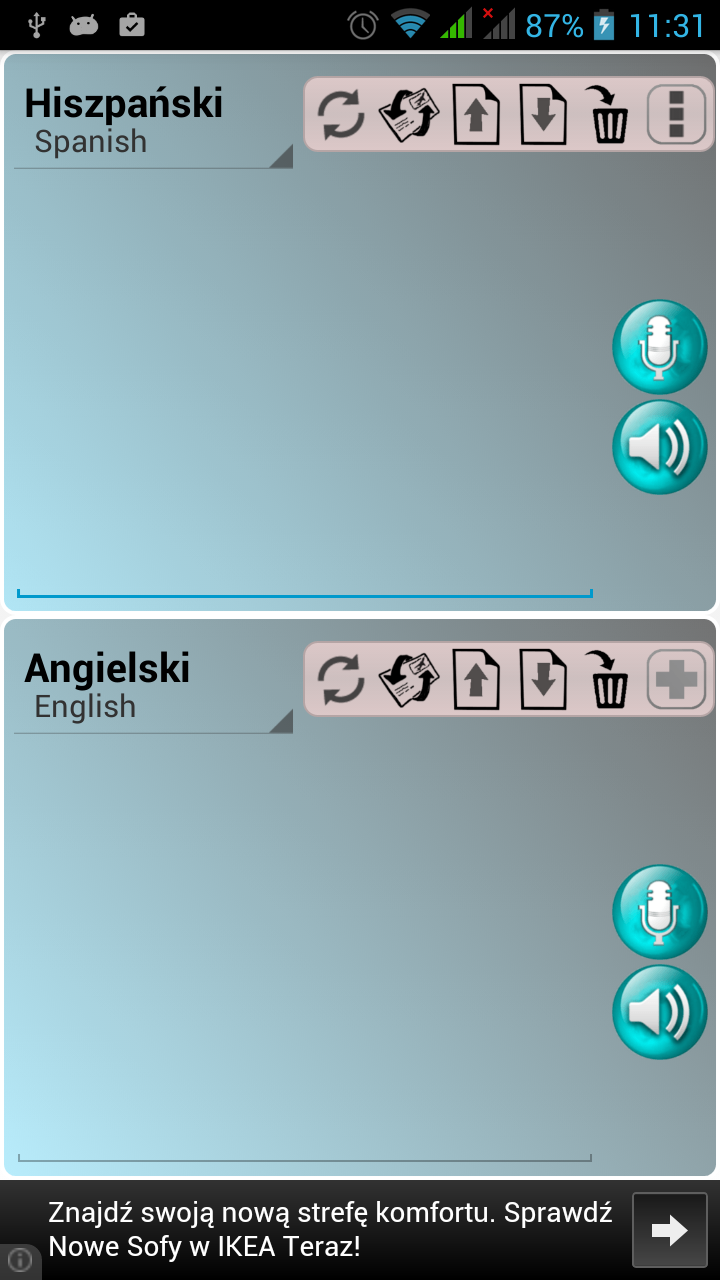 87% 11:31
Hiszpański
Spanish
Angielski
English
Znajdź swoją nową strefę komfortu. Sprawdź
Nowe Sofy w IKEA Teraz!